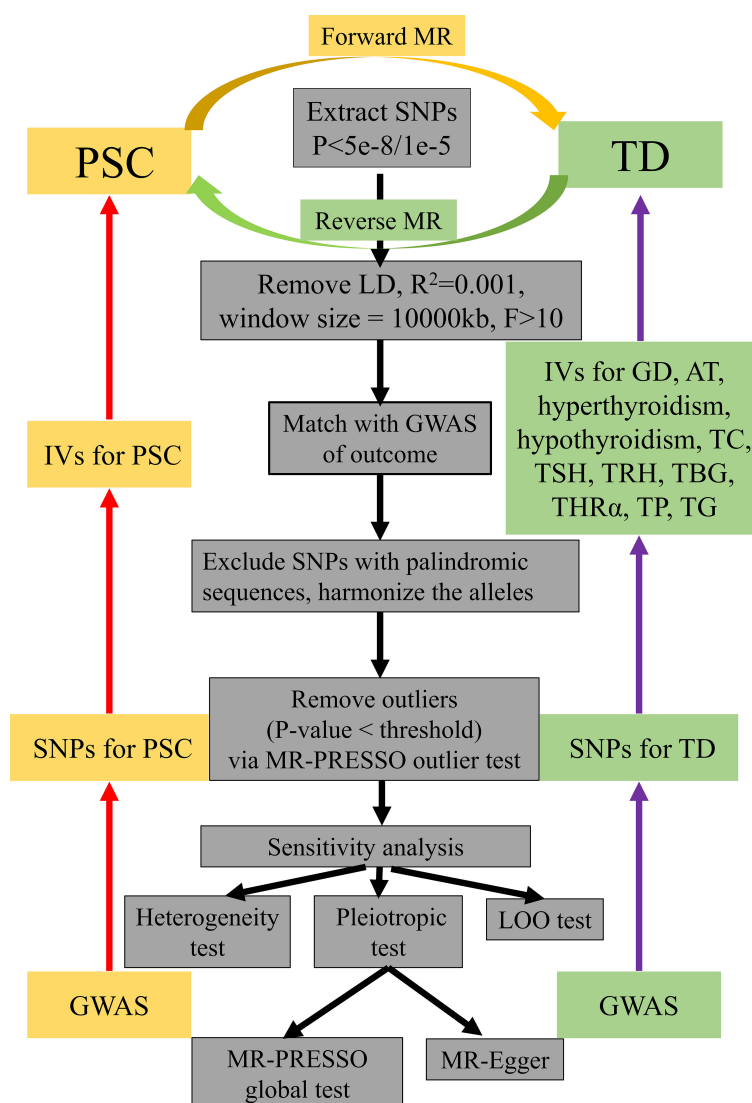 Forward MR
Extract SNPs
P<5e-8/1e-5
PSC
TD
Reverse MR
Remove LD, R²=0.001,
window size = 10000kb, F>10
IVs for GD, AT,
hyperthyroidism,
hypothyroidism, TC,
TSH, TRH, TBG,
THRα, TP, TG
Match with GWAS
of outcome
IVs for PSC
Exclude SNPs with palindromic
sequences, harmonize the alleles
Remove outliers
(P-value < threshold)
via MR-PRESSO outlier test
SNPs for PSC
SNPs for TD
Sensitivity analysis
Heterogeneity
test
Pleiotropic
test
LOO test
GWAS
GWAS
MR-PRESSO
global test
MR-Egger